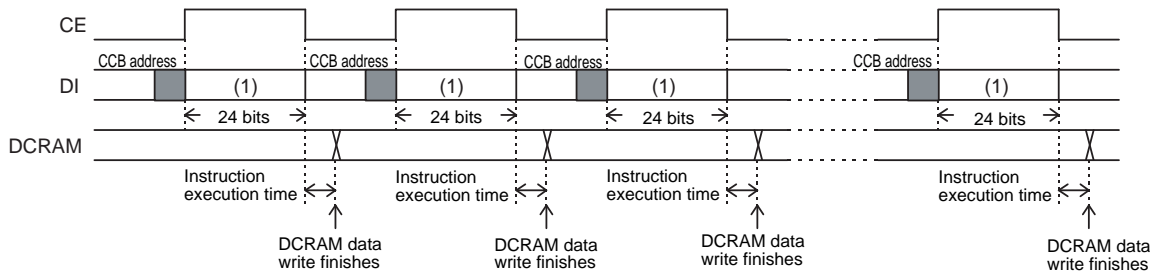 CE
CCB address
CCB address
CCB address
CCB address
DI
(1)
(1)
(1)
(1)
24 bits
24 bits
24 bits
24 bits
DCRAM
Instruction
execution time
Instruction
execution time
Instruction
execution time
Instruction
execution time
DCRAM data
write finishes
DCRAM data
write finishes
DCRAM data
write finishes
DCRAM data
write finishes